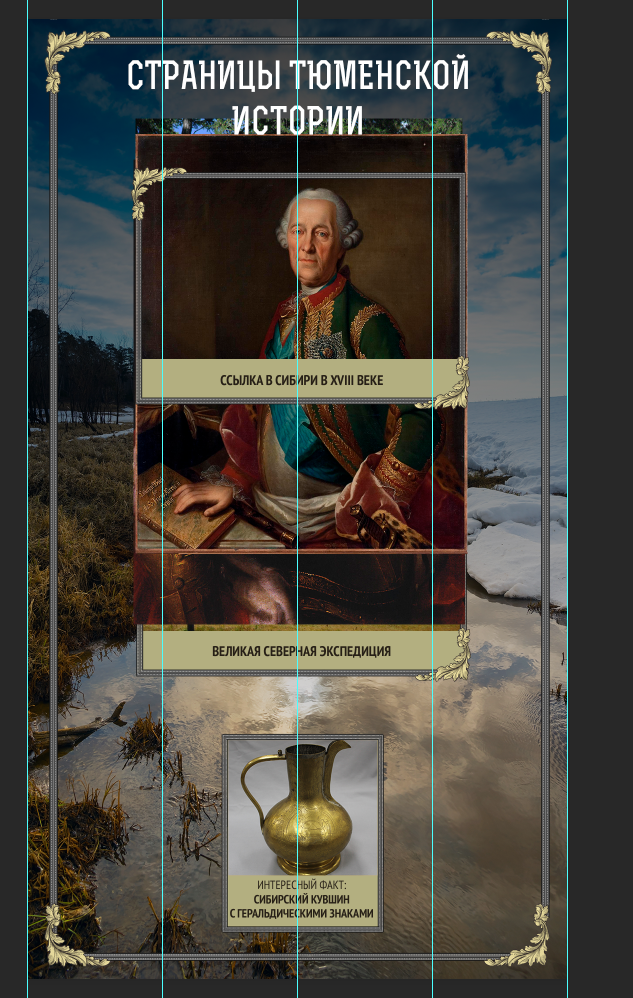 СТРАНИЦЫ ТЮМЕНСКОЙ
ИСТОРИИ
ССЫЛКА В СИБИРИ В XVIII ВЕКЕ
ВЕЛИКАЯ СЕВЕРНАЯ ЭКСПЕДИЦИЯ
ИНТЕРЕСНЫЙ ФАКТ:
СИБИРСКИЙ КУВШИН
С ГЕРАЛЬДИЧЕСКИМИ ЗНАКАМИ